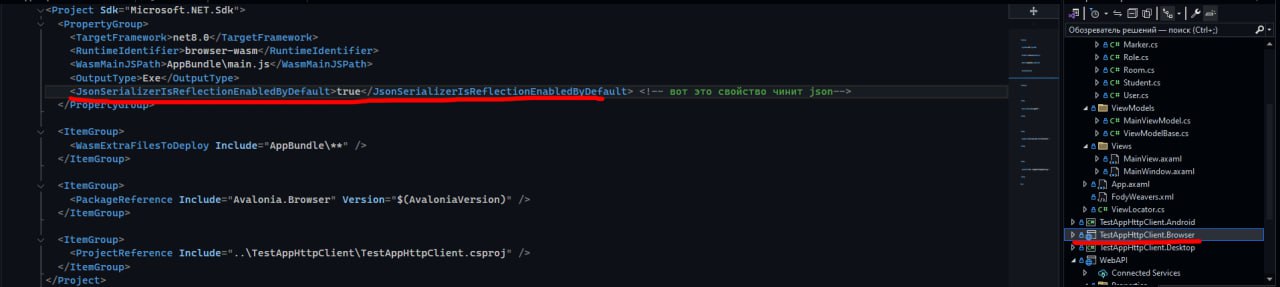 <Project Sdk="Microsoft.NET.Sdk">
<PropertyGroup>
<TargetFramework>net8.0</TargetFramework>
<RuntimeIdentifier>browser-wasm</RuntimeIdentifier>
<WasmMainJSPath>AppBundle\main.js</WasmMainJSPath>
<OutputType>Exe</OutputType>
<JsonSerializerIsReflectionEnabledByDefault>true</JsonSerializerIsReflectionEnabledByDefault> <!-- вот это свойство чинит json-->
</PropertyGroup>
<ItemGroup>
<WasmExtraFilesToDeploy Include="AppBundle\**" />
</ItemGroup>
<ItemGroup>
<PackageReference Include="Avalonia.Browser" Version="$(AvaloniaVersion)" />
</ItemGroup>
<ItemGroup>
<ProjectReference Include="..\TestAppHttpClient\TestAppHttpClient.csproj" />
</ItemGroup>
</Project>
Обозреватель решений — поиск (Ctrl+;)
C# Marker.cs
C# Role.cs
C# Room.cs
C# Student.cs
C# User.cs
ViewModels
C# MainViewModel.cs
C# ViewModelBase.cs
Views
MainView.axaml
MainWindow.axaml
App.axaml
FodyWeavers.xml
C# ViewLocator.cs
TestAppHttpClient.Android
TestAppHttpClient.Browser
TestAppHttpClient.Desktop
WebAPI
Connected Services
Properties